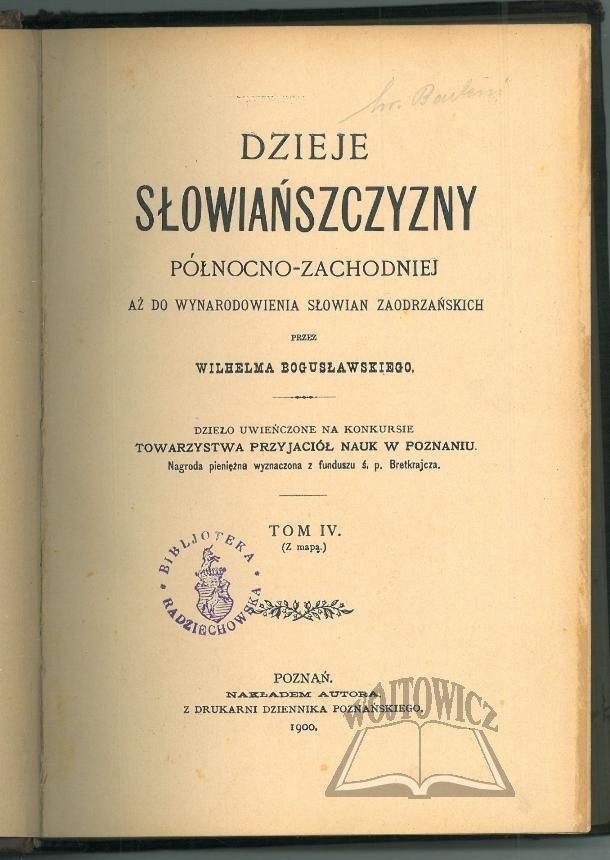 DZIEJE
SŁOWIAŃSZCZYZNY
PÓŁNOCNO-ZACHODNIEJ
AŻ DO WYNARODOWIENIA SŁOWIAN ZAODRZAŃSKICH
PRZEZ
WILHELMA BOGUSŁAWSKIEGO.
DZIEŁO UWIEŃCZONE NA KONKURSIE
TOWARZYSTWA PRZYJACIÓŁ NAUK W POZNANIU.
Nagroda pieniężna wyznaczona z funduszu ś. p. Bretkrajcza.
TOM IV.
(Z mapą.)
* BIBLJOTEKA *
RADZIECHOWSKA
POZNAŃ.
NAKŁADEM AUTORA.
Z DRUKARNI DZIENNIKA POZNAŃSKIEGO.
1900.
WÓJTOWICZ